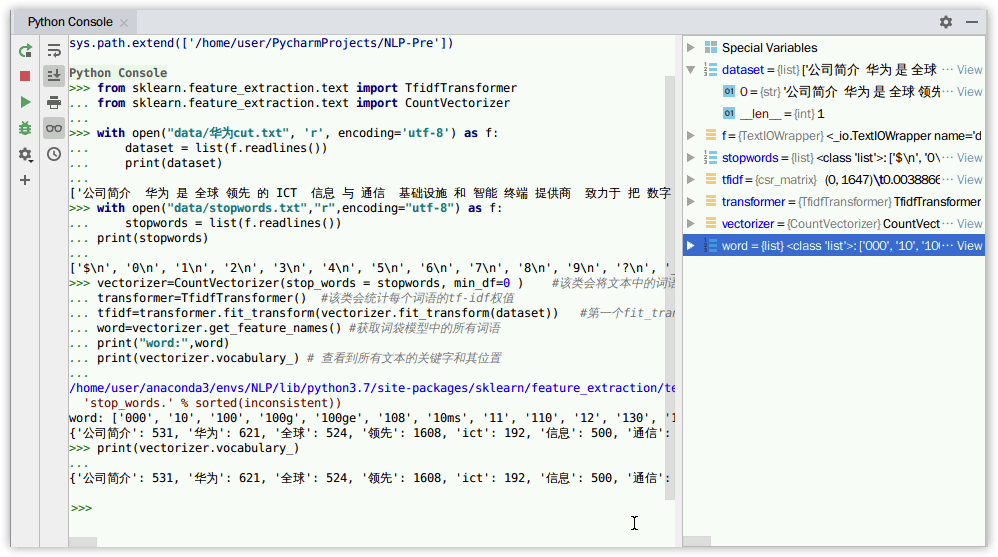 Python Console
sys.path.extend(['/home/user/PycharmProjects/NLP-Pre'])
Python Console
>>> from sklearn.feature_extraction.text import TfidfTransformer
... from sklearn.feature_extraction.text import CountVectorizer
...
>>> with open("data/华为cut.txt", 'r', encoding='utf-8') as f:
...     dataset = list(f.readlines())
...     print(dataset)
...
['公司简介  华为 是 全球 领先 的 ICT  信息 与 通信  基础设施 和 智能 终端 提供商  致力于 把 数字
>>> with open("data/stopwords.txt","r",encoding="utf-8") as f:
...     stopwords = list(f.readlines())
... print(stopwords)
...
['$\n', '0\n', '1\n', '2\n', '3\n', '4\n', '5\n', '6\n', '7\n', '8\n', '9\n', '?\n', '_
>>> vectorizer=CountVectorizer(stop_words = stopwords, min_df=0 )    #该类会将文本中的词语
... transformer=TfidfTransformer()  #该类会统计每个词语的tf-idf权值
... tfidf=transformer.fit_transform(vectorizer.fit_transform(dataset))   #第一个fit_tran
... word=vectorizer.get_feature_names() #获取词袋模型中的所有词语
... print("word:",word)
... print(vectorizer.vocabulary_) # 查看到所有文本的关键字和其位置
...
/home/user/anaconda3/envs/NLP/lib/python3.7/site-packages/sklearn/feature_extraction/te
'stop_words.' % sorted(inconsistent))
word: ['000', '10', '100', '100g', '100ge', '108', '10ms', '11', '110', '12', '130', '1
{'公司简介': 531, '华为': 621, '全球': 524, '领先': 1608, 'ict': 192, '信息': 500, '通信':
>>> print(vectorizer.vocabulary_)
...
{'公司简介': 531, '华为': 621, '全球': 524, '领先': 1608, 'ict': 192, '信息': 500, '通信':
>>>
Special Variables
dataset = {list} ['公司简介  华为 是 全球 ... View
0 = {str} '公司简介  华为 是 全球 领先 ... View
__len__ = {int} 1
f = {TextIOWrapper} <_io.TextIOWrapper name='d
stopwords = {list} <class 'list'>: ['$\n', '0\ ... View
tfidf = {csr_matrix}  (0, 1647)\t0.0038866 ... View
transformer = {TfidfTransformer} TfidfTransformer
vectorizer = {CountVectorizer} CountVect ... View
word = {list} <class 'list'>: ['000', '10', '10 ... View